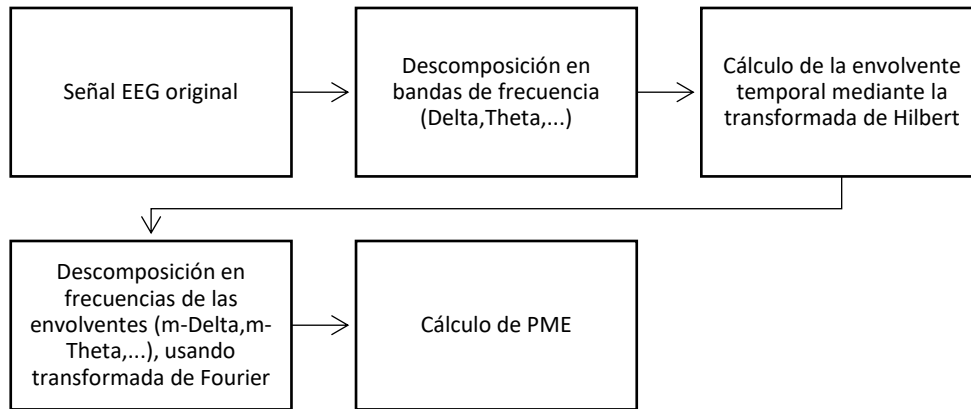 Señal EEG original
Descomposición en
bandas de frecuencia
(Delta,Theta,...)
Cálculo de la envolvente
temporal mediante la
transformada de Hilbert
Descomposición en
frecuencias de las
envolventes (m-Delta,m-
Theta,...), usando
transformada de Fourier
Cálculo de PME